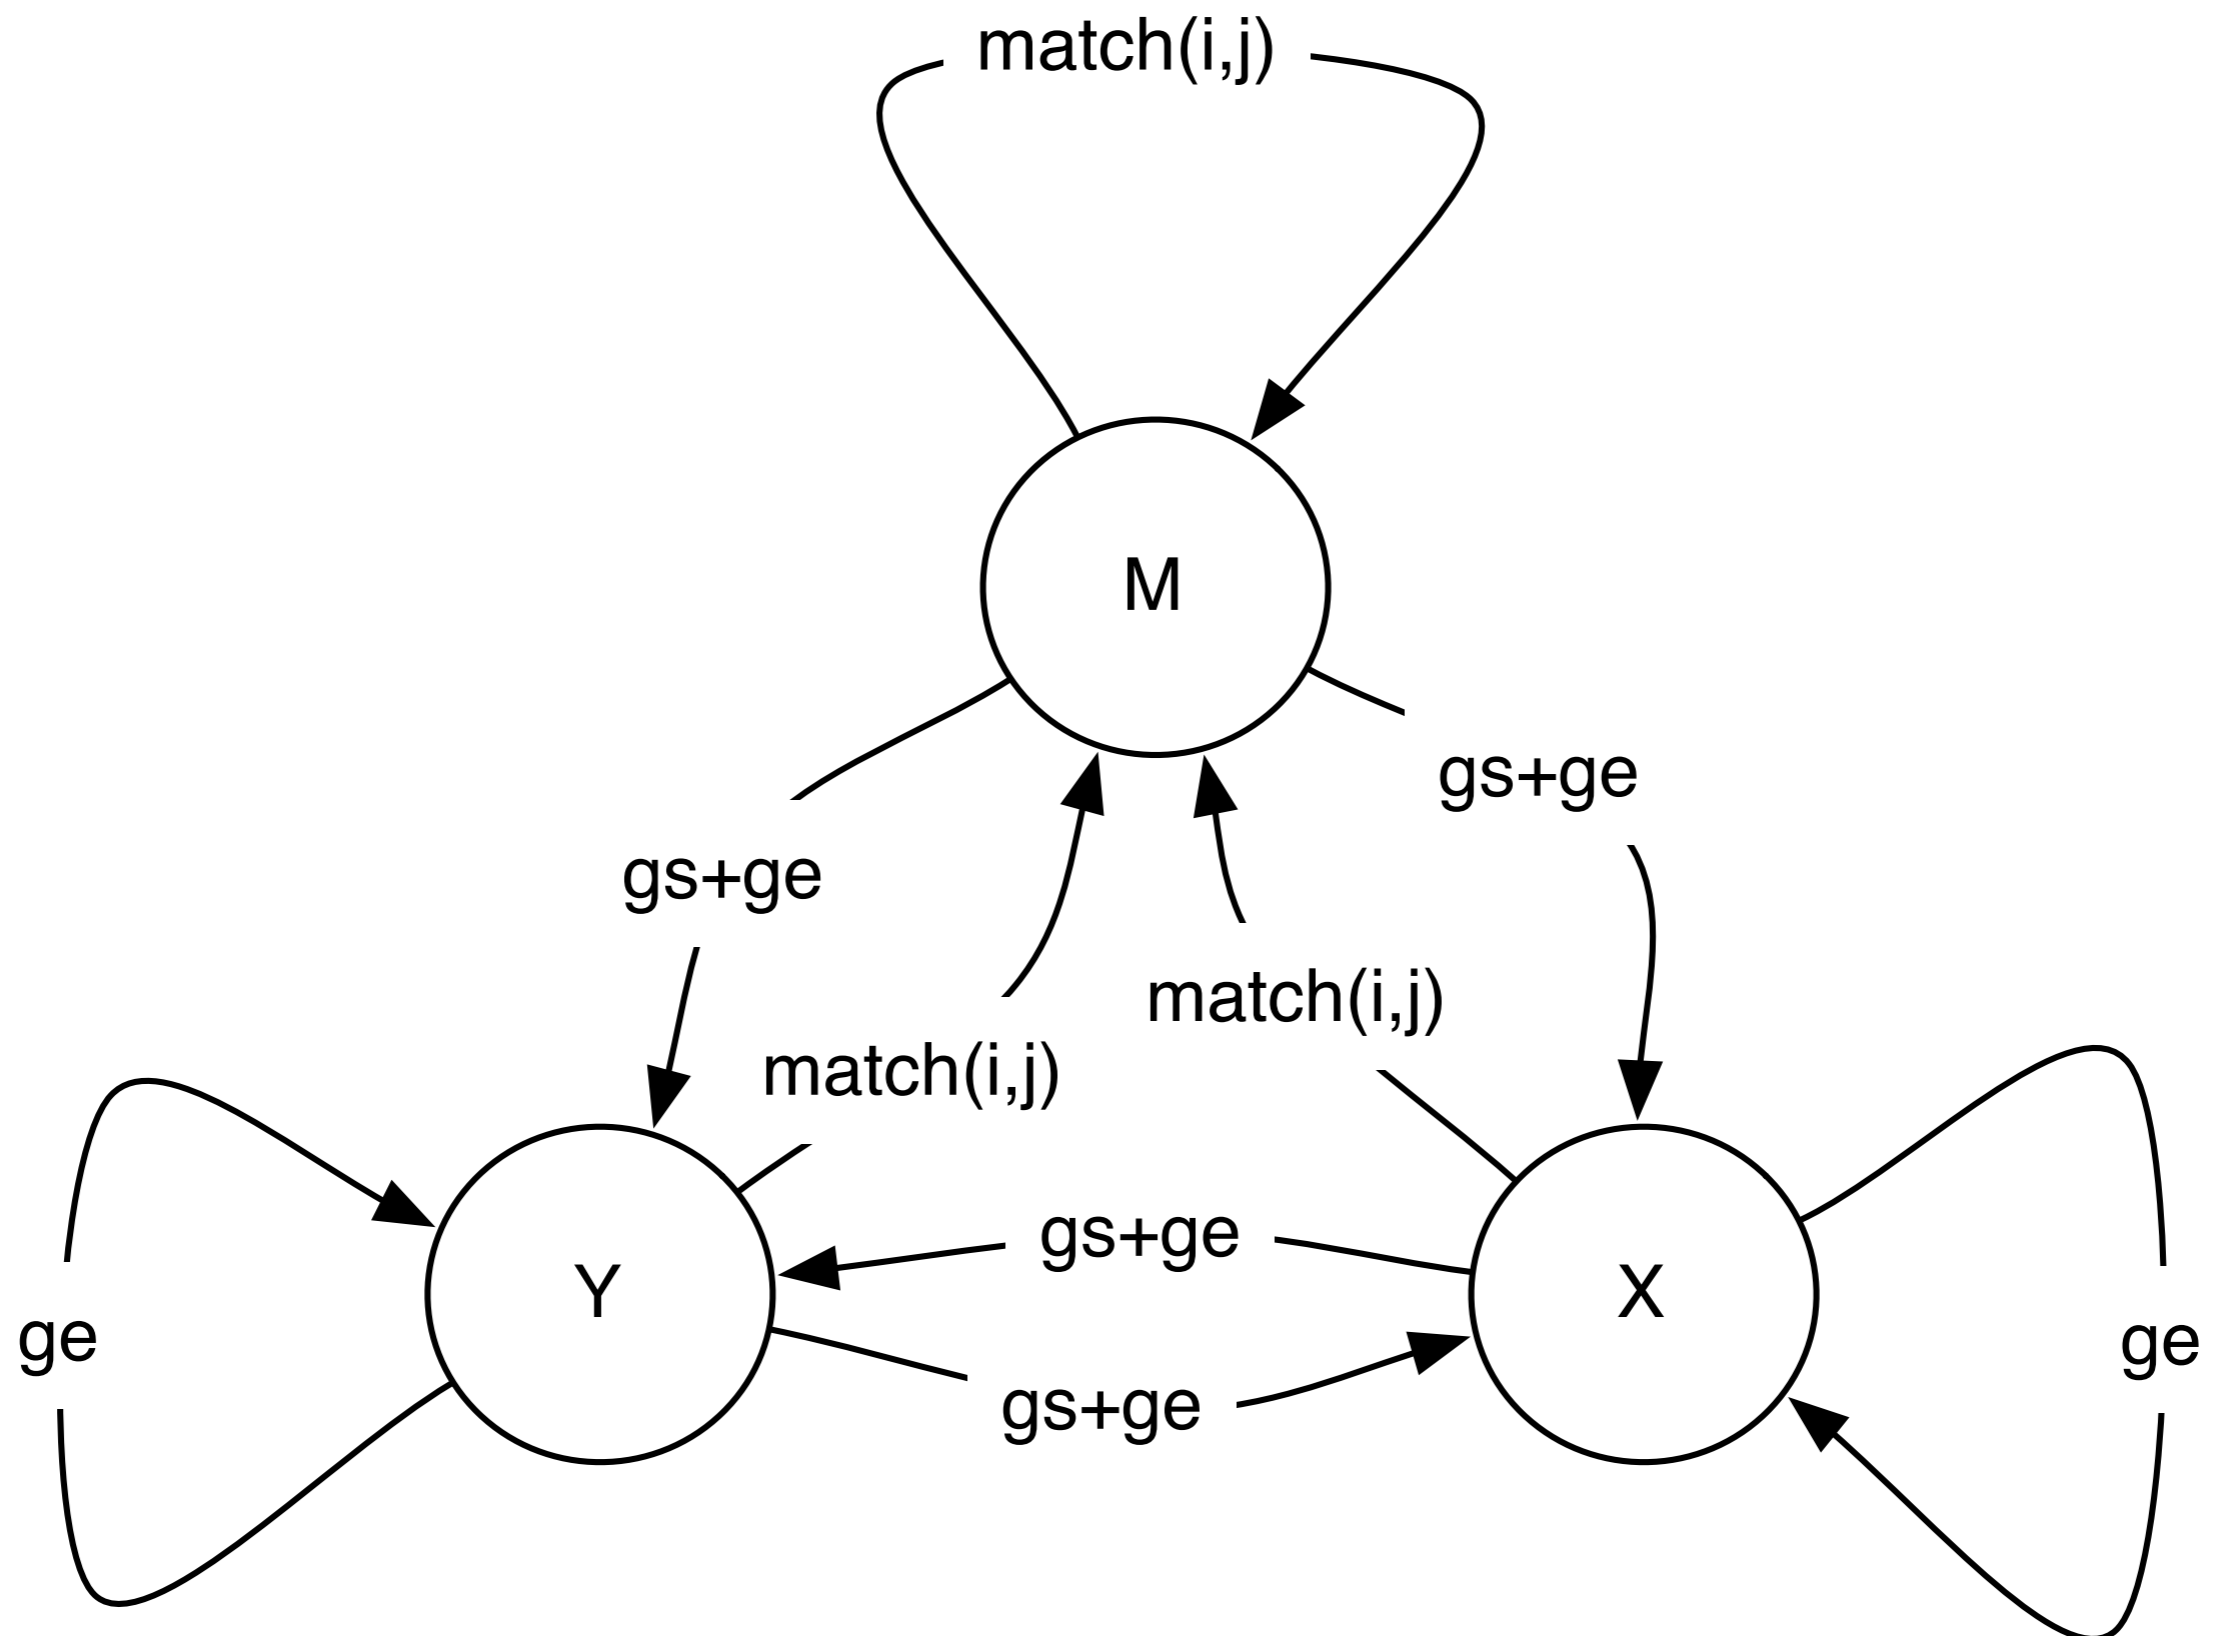 match(i,j)
M
gs+ge
gs+ge
match(i,j)
match(i,j)
gs+ge
Y
X
ge
ge
gs+ge